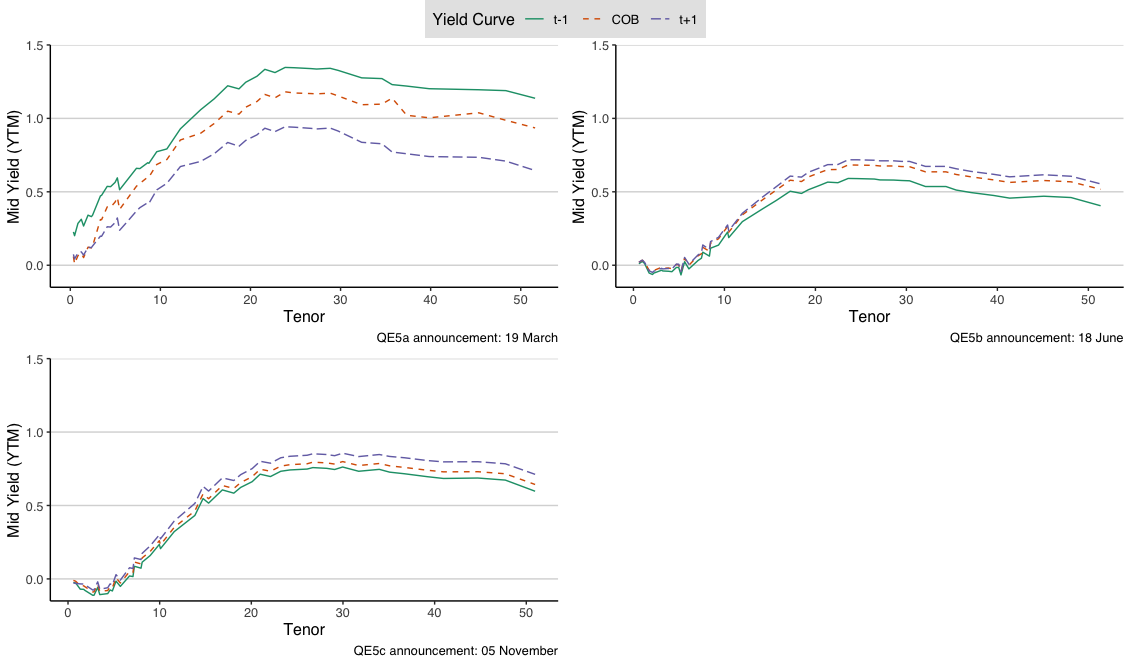 Yield Curve t-1 COB t+1
Mid Yield (YTM)
1.5
1.0
0.5
0.0
0 10 20 30 40 50
Tenor
QE5a announcement: 19 March
Mid Yield (YTM)
1.5
1.0
0.5
0.0
0 10 20 30 40 50
Tenor
QE5b announcement: 18 June
Mid Yield (YTM)
1.5
1.0
0.5
0.0
0 10 20 30 40 50
Tenor
QE5c announcement: 05 November